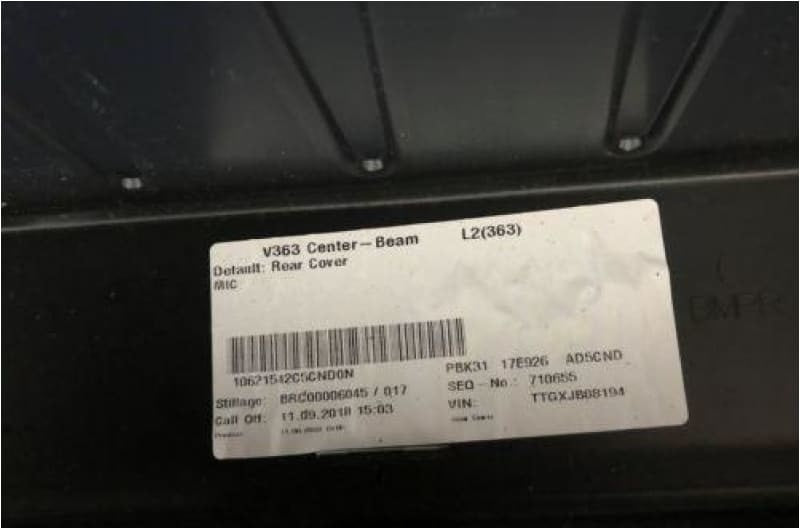 V363 Center-Beam L2(363)
Default: Rear Cover
MIC
10621542C5CND0N
PBK31 17E926 AD5CND
Stillage: BRC00006045 / 017
SEQ-No.: 710655
Call Off: 11.09.2018 15:03
VIN: TTGXJB08194
BMPR